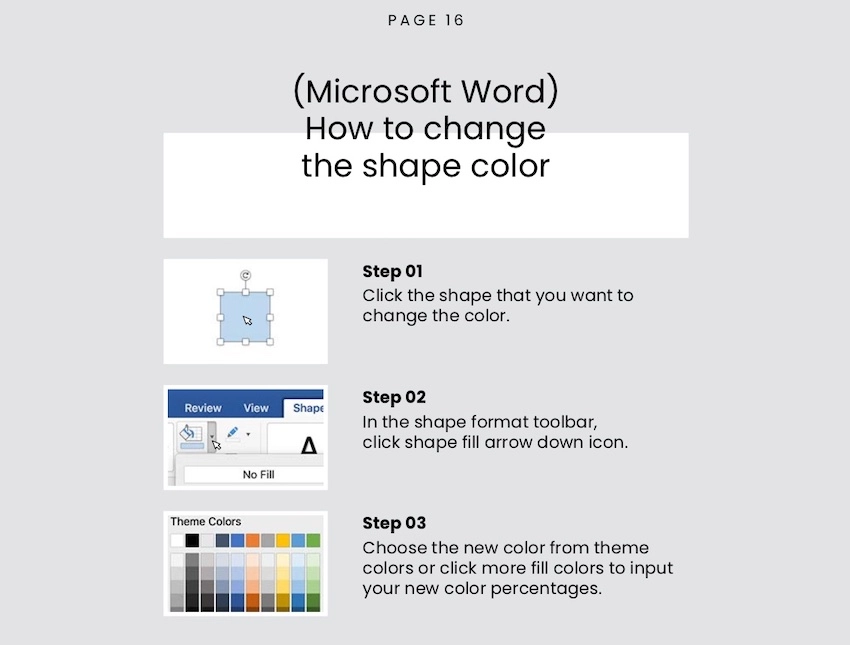 PAGE 16
(Microsoft Word)
How to change
the shape color
Step 01
Click the shape that you want to
change the color.
Review View Shape
A
No Fill
Step 02
In the shape format toolbar,
click shape fill arrow down icon.
Theme Colors
Step 03
Choose the new color from theme
colors or click more fill colors to input
your new color percentages.